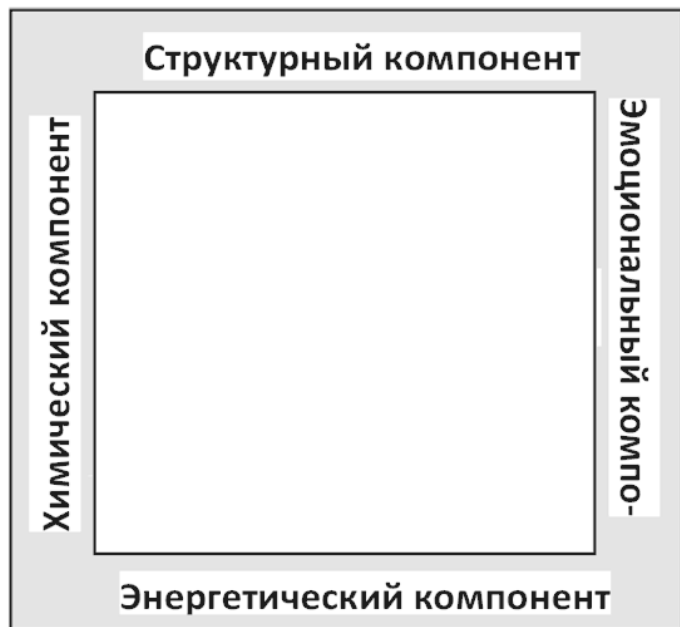 Структурный компонент
Химический компонент
Эмоциональный компо-
Энергетический компонент